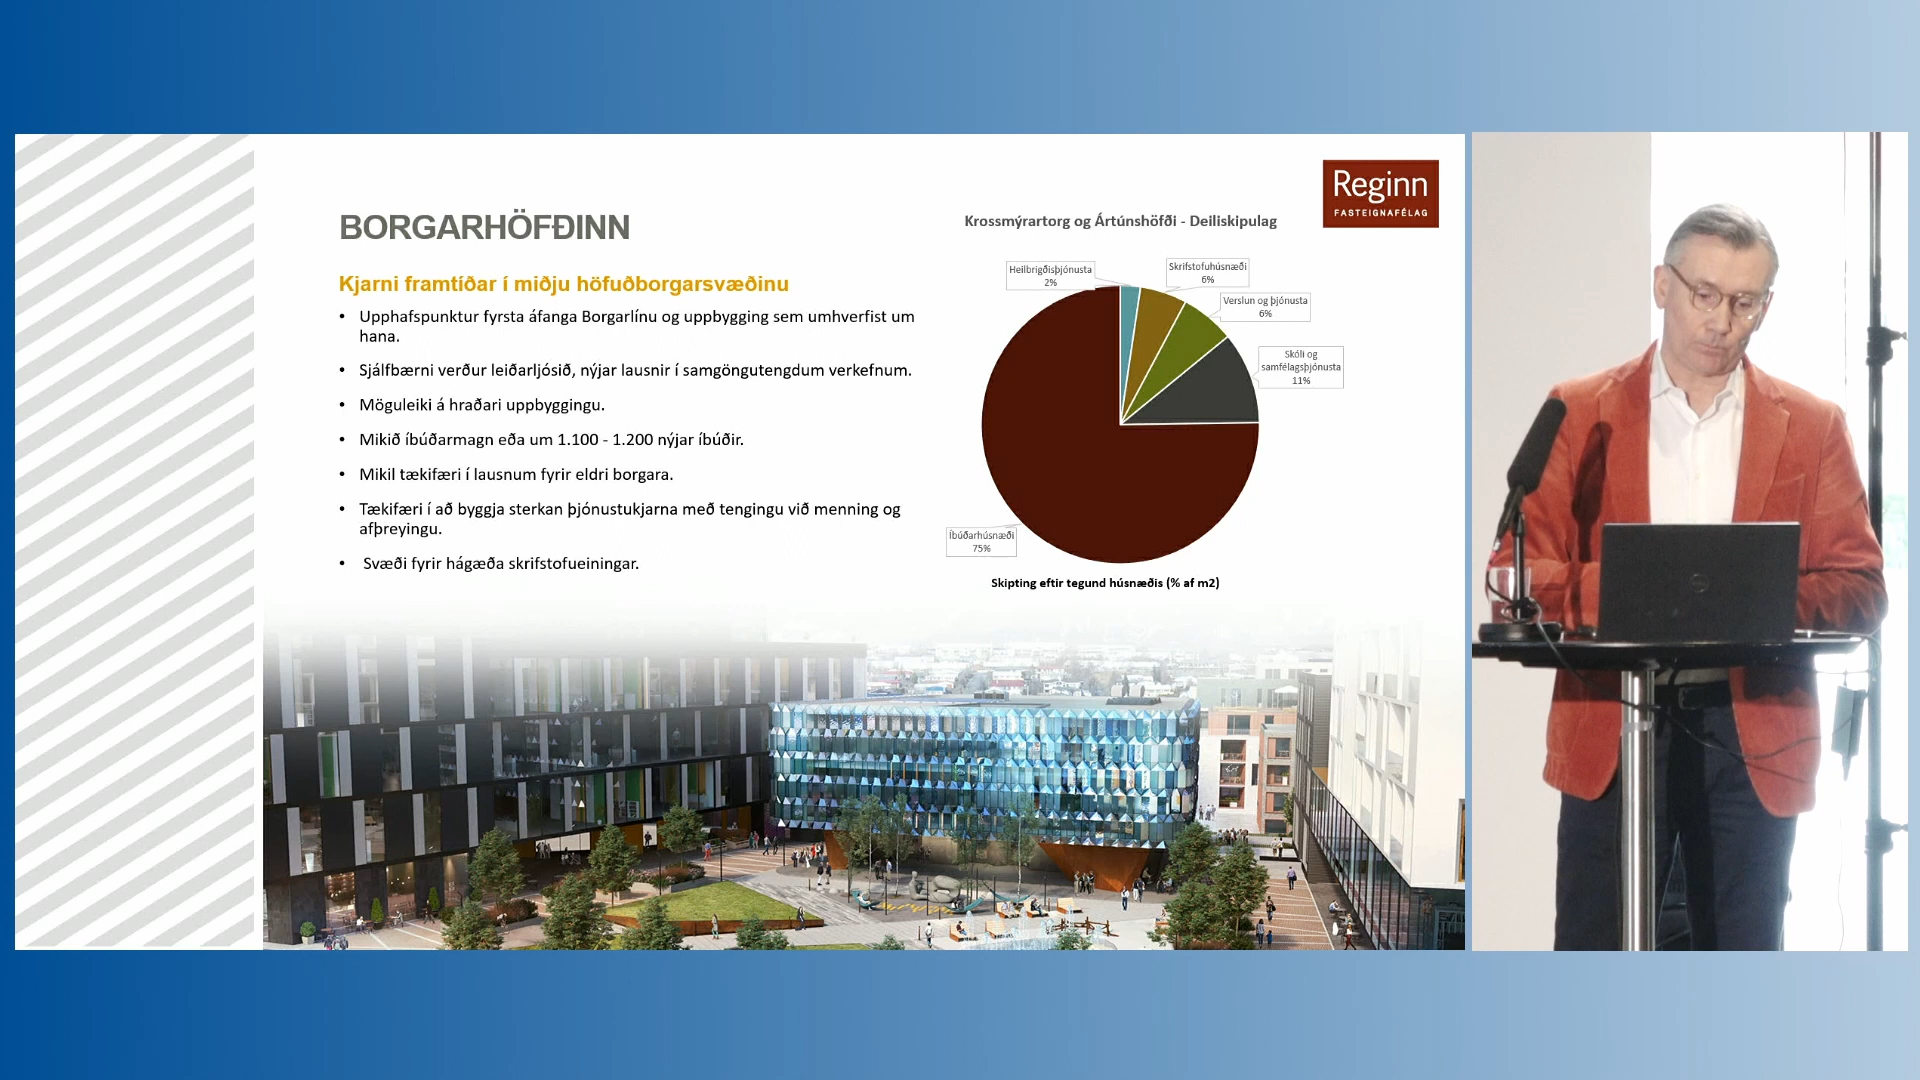 Reginn
FASTEIGNAFÉLAG
BORGARHÖFÐINN
Kjarni framtíðar í miðju höfuðborgarsvæðinu
• Upphafspunktur fyrsta áfanga Borgarlínu og uppbygging sem umhverfist um
hana.
• Sjálfbærni verður leiðarljósið, nýjar lausnir í samgöngutengdum verkefnum.
• Möguleiki á hraðari uppbyggingu.
• Mikið íbúðarmagn eða um 1.100 - 1.200 nýjar íbúðir.
• Mikil tækifæri í lausnum fyrir eldri borgara.
• Tækifæri í að byggja sterkan þjónustukjarna með tengingu við menning og
afþreyingu.
• Svæði fyrir hágæða skrifstofueiningar.
Krossmýrartorg og Ártúnshöfði - Deiliskipulag
Heilbrigðisþjónusta
2%
Skrifstofuhúsnæði
6%
Verslun og þjónusta
6%
Skóli og
samfélagsþjónusta
11%
Íbúðarhúsnæði
75%
Skipting eftir tegund húsnæðis (% af m2)